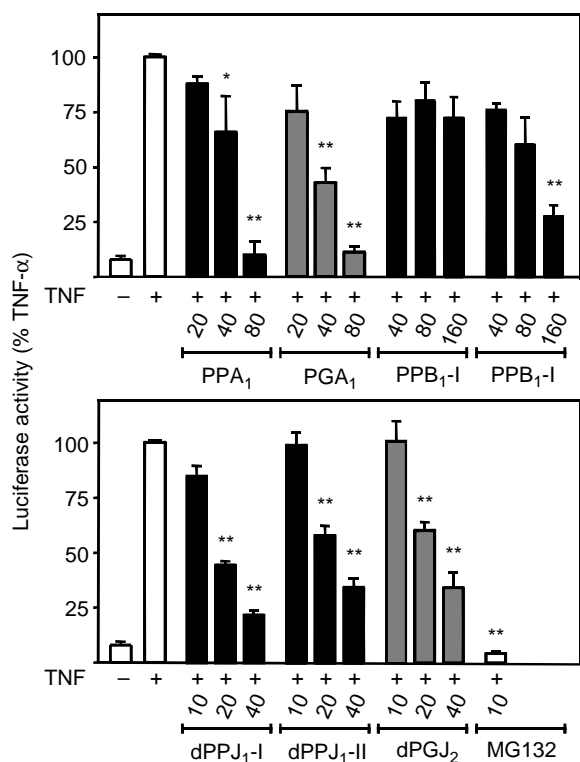 Luciferase activity (% TNF-α)
100
75
50
25
* ** ** ** **
TNF – + + + + + + + + + + + + +
20 40 80 20 40 80 40 80 160 40 80 160
PPA₁ PGA₁ PPB₁-I PPB₁-I
100
75
50
25
** ** ** ** ** ** **
TNF – + + + + + + + + + + +
10 20 40 10 20 40 10 20 40 10
dPPJ₁-I dPPJ₁-II dPGJ₂ MG132